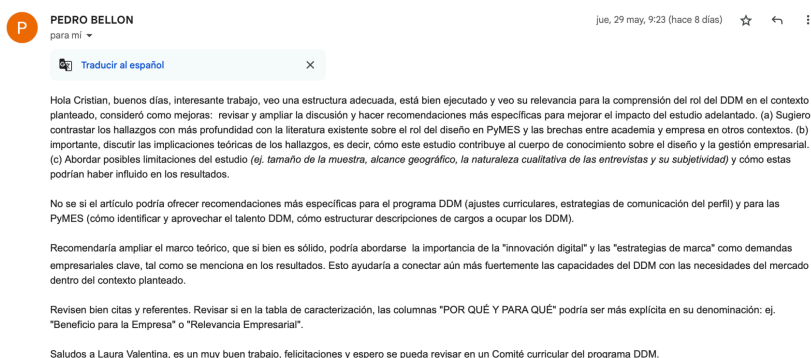 P
PEDRO BELLON
jue, 29 may, 9:23 (hace 8 días)
para mí
Traducir al español
Hola Cristian, buenos días, interesante trabajo, veo una estructura adecuada, está bien ejecutado y veo su relevancia para la comprensión del rol del DDM en el contexto
planteado, consideró como mejoras: revisar y ampliar la discusión y hacer recomendaciones más específicas para mejorar el impacto del estudio adelantado. (a) Sugiero
contrastar los hallazgos con más profundidad con la literatura existente sobre el rol del diseño en PyMES y las brechas entre academia y empresa en otros contextos. (b)
importante, discutir las implicaciones teóricas de los hallazgos, es decir, cómo este estudio contribuye al cuerpo de conocimiento sobre el diseño y la gestión empresarial.
(c) Abordar posibles limitaciones del estudio (ej. tamaño de la muestra, alcance geográfico, la naturaleza cualitativa de las entrevistas y su subjetividad) y cómo estas
podrían haber influido en los resultados.
No se si el artículo podría ofrecer recomendaciones más específicas para el programa DDM (ajustes curriculares, estrategias de comunicación del perfil) y para las
PyMES (cómo identificar y aprovechar el talento DDM, cómo estructurar descripciones de cargos a ocupar los DDM).
Recomendaría ampliar el marco teórico, que si bien es sólido, podría abordarse la importancia de la "innovación digital" y las "estrategias de marca" como demandas
empresariales clave, tal como se menciona en los resultados. Esto ayudaría a conectar aún más fuertemente las capacidades del DDM con las necesidades del mercado
dentro del contexto planteado.
Revisen bien citas y referentes. Revisar si en la tabla de caracterización, las columnas "POR QUÉ Y PARA QUÉ" podría ser más explícita en su denominación: ej.
"Beneficio para la Empresa" o "Relevancia Empresarial".
Saludos a Laura Valentina, es un muy buen trabajo, felicitaciones y espero se pueda revisar en un Comité curricular del programa DDM.